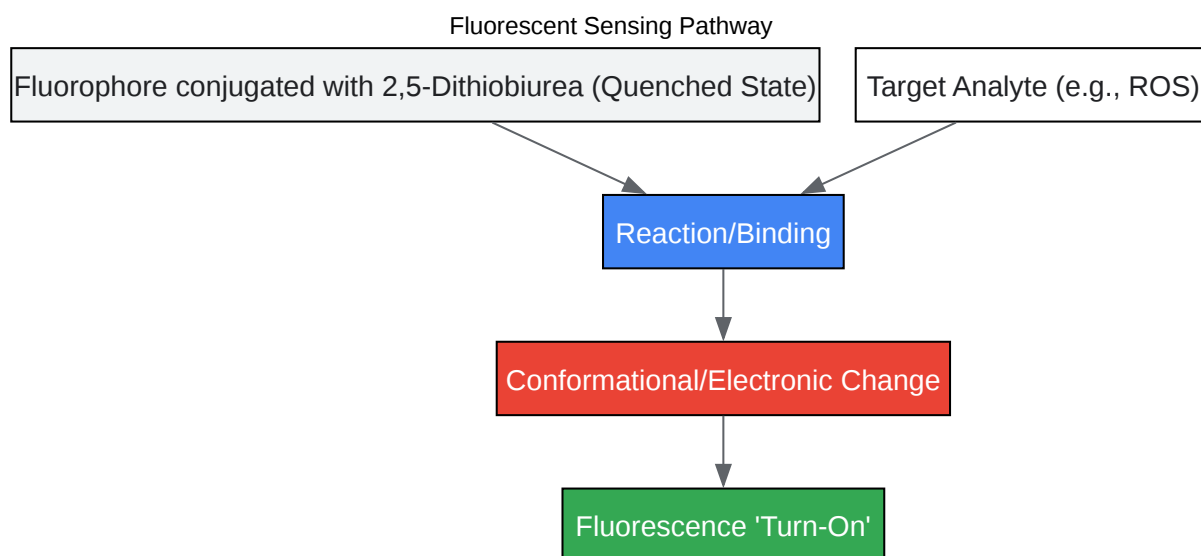 Fluorescent Sensing Pathway
Fluorophore conjugated with 2,5-Dithiobiurea (Quenched State)
Target Analyte (e.g., ROS)
Reaction/Binding
Conformational/Electronic Change
Fluorescence 'Turn-On'